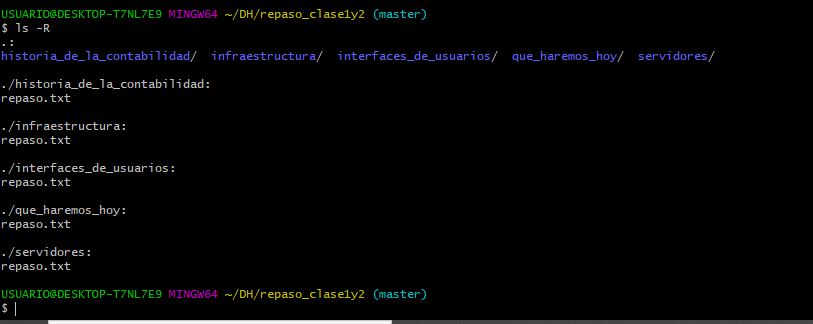 USUARIO@DESKTOP-T7NL7E9 MINGW64 ~/DH/repaso_clase1y2 (master)
$ ls -R
.:
historia_de_la_contabilidad/  infraestructura/  interfaces_de_usuarios/  que_haremos_hoy/  servidores/
./historia_de_la_contabilidad:
repaso.txt
./infraestructura:
repaso.txt
./interfaces_de_usuarios:
repaso.txt
./que_haremos_hoy:
repaso.txt
./servidores:
repaso.txt
USUARIO@DESKTOP-T7NL7E9 MINGW64 ~/DH/repaso_clase1y2 (master)
$